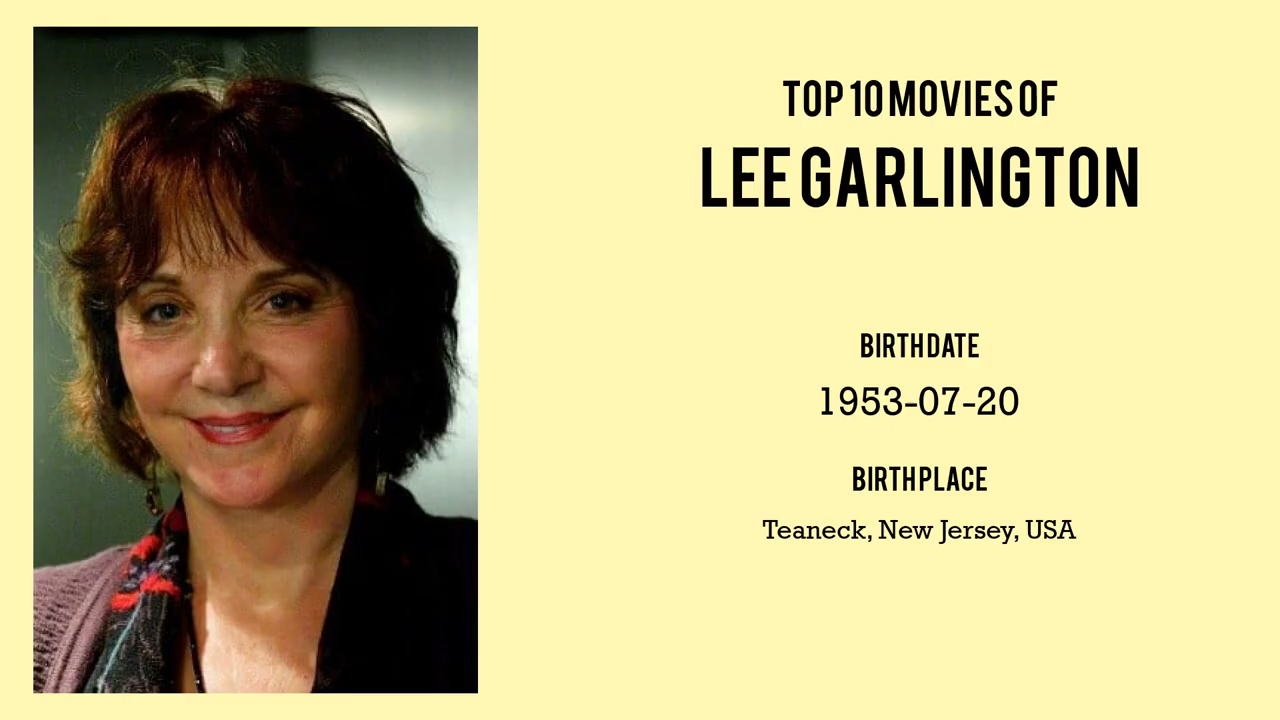 TOP 10 MOVIES OF
LEE GARLINGTON
BIRTHDATE
1953-07-20
BIRTHPLACE
Teaneck, New Jersey, USA